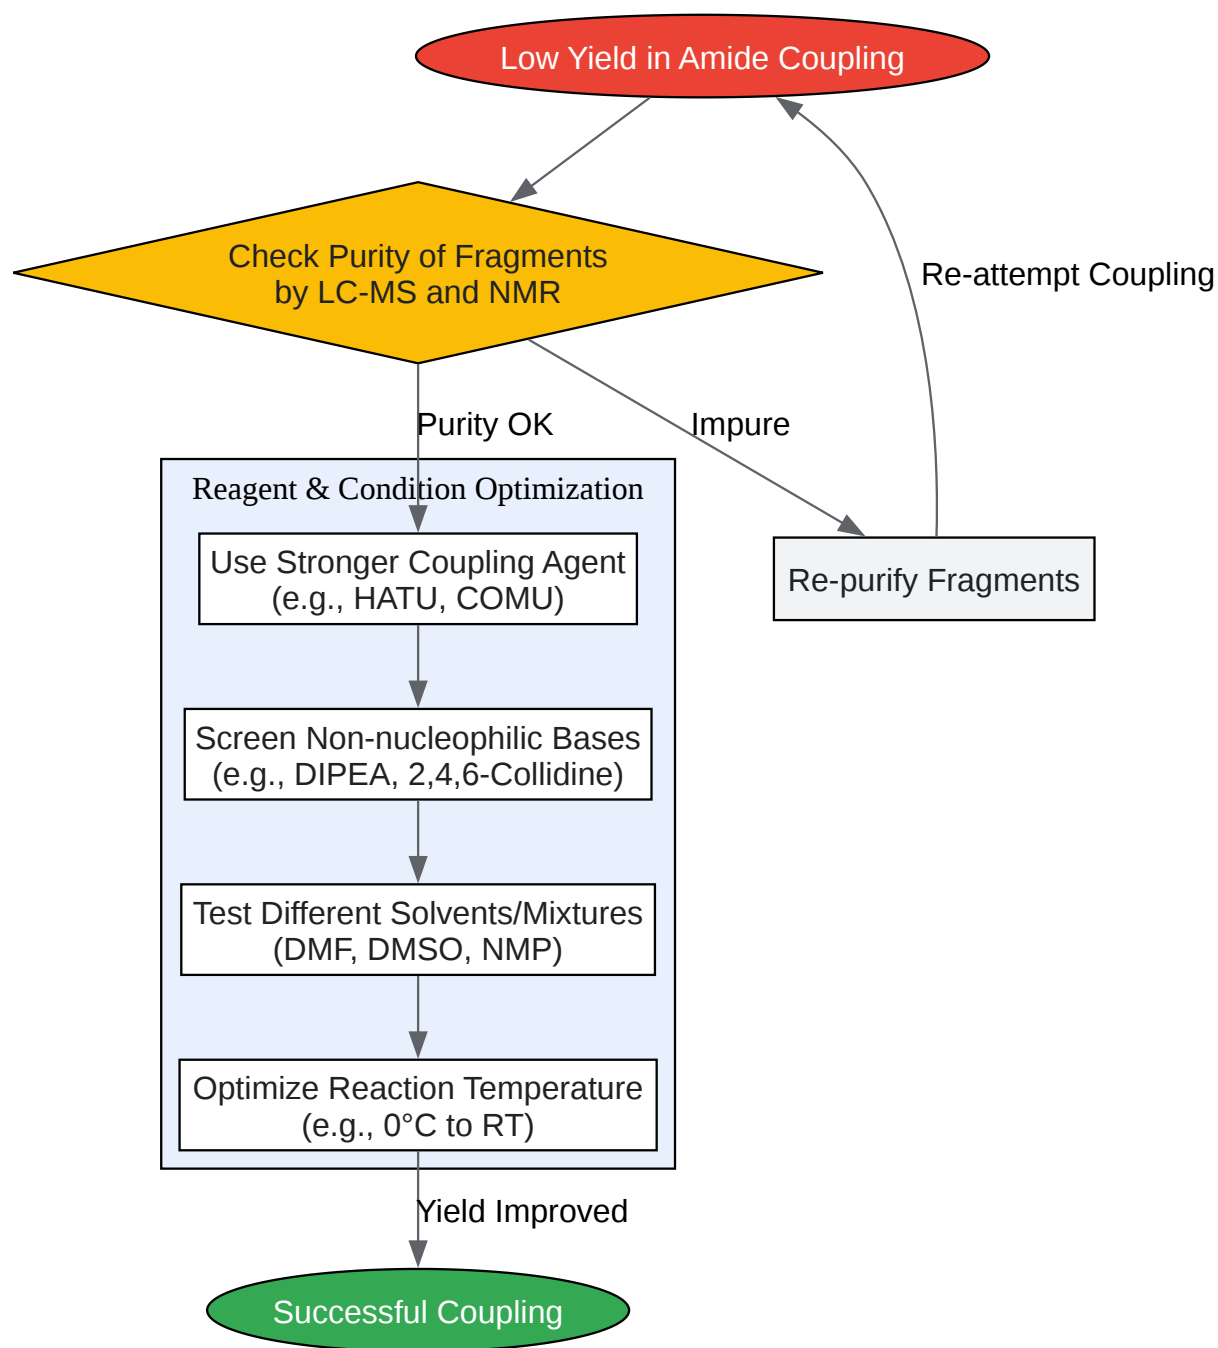 Low Yield in Amide Coupling
Check Purity of Fragments
by LC-MS and NMR
Re-attempt Coupling
Purity OK
Impure
Reagent & Condition Optimization
Use Stronger Coupling Agent
(e.g., HATU, COMU)
Re-purify Fragments
Screen Non-nucleophilic Bases
(e.g., DIPEA, 2,4,6-Collidine)
Test Different Solvents/Mixtures
(DMF, DMSO, NMP)
Optimize Reaction Temperature
(e.g., 0°C to RT)
Yield Improved
Successful Coupling